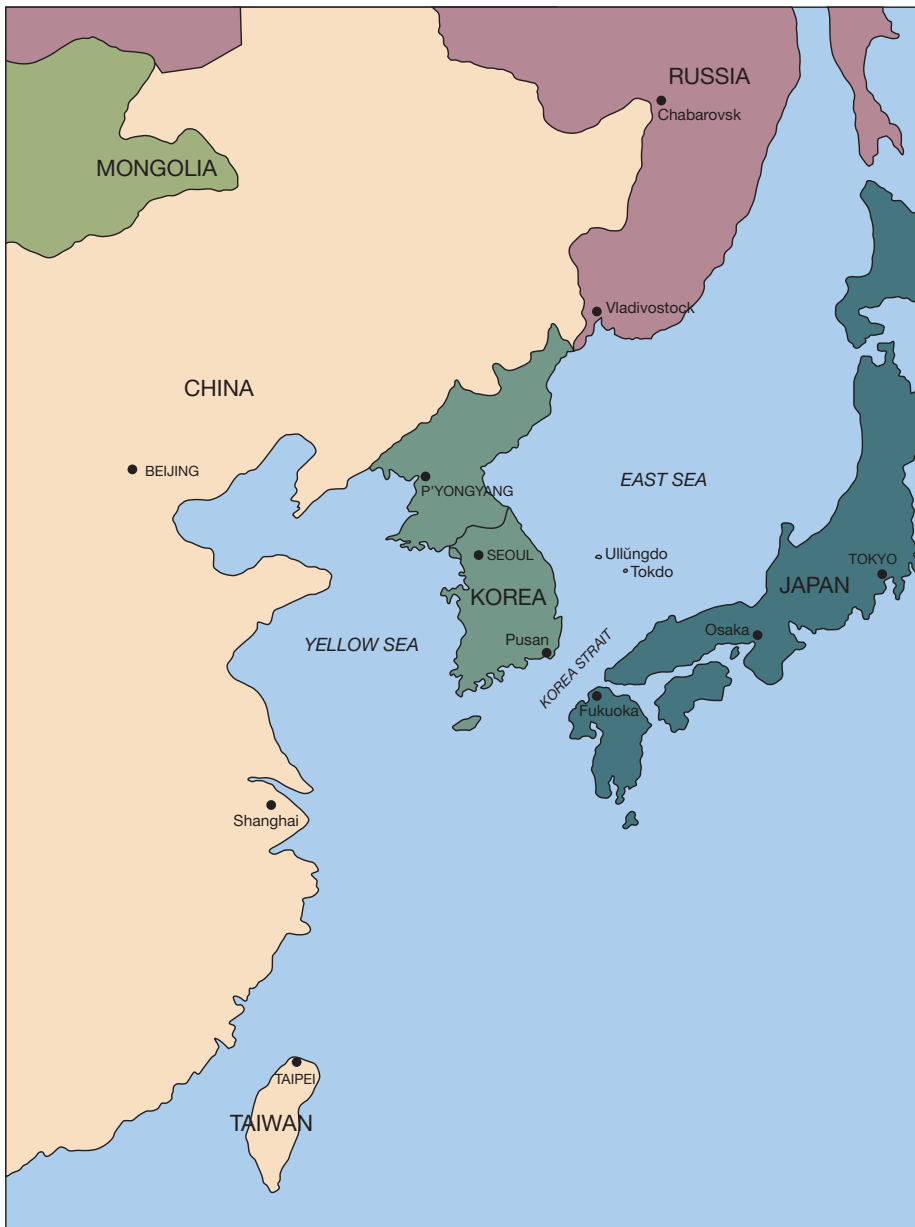 RUSSIA
Chabarovsk
MONGOLIA
Vladivostock
CHINA
BEIJING
P'YONGYANG
EAST SEA
SEOUL
Ullŭngdo
Tokdo
TOKYO
KOREA
JAPAN
YELLOW SEA
Pusan
Osaka
KOREA STRAIT
Fukuoka
Shanghai
TAIPEI
TAIWAN